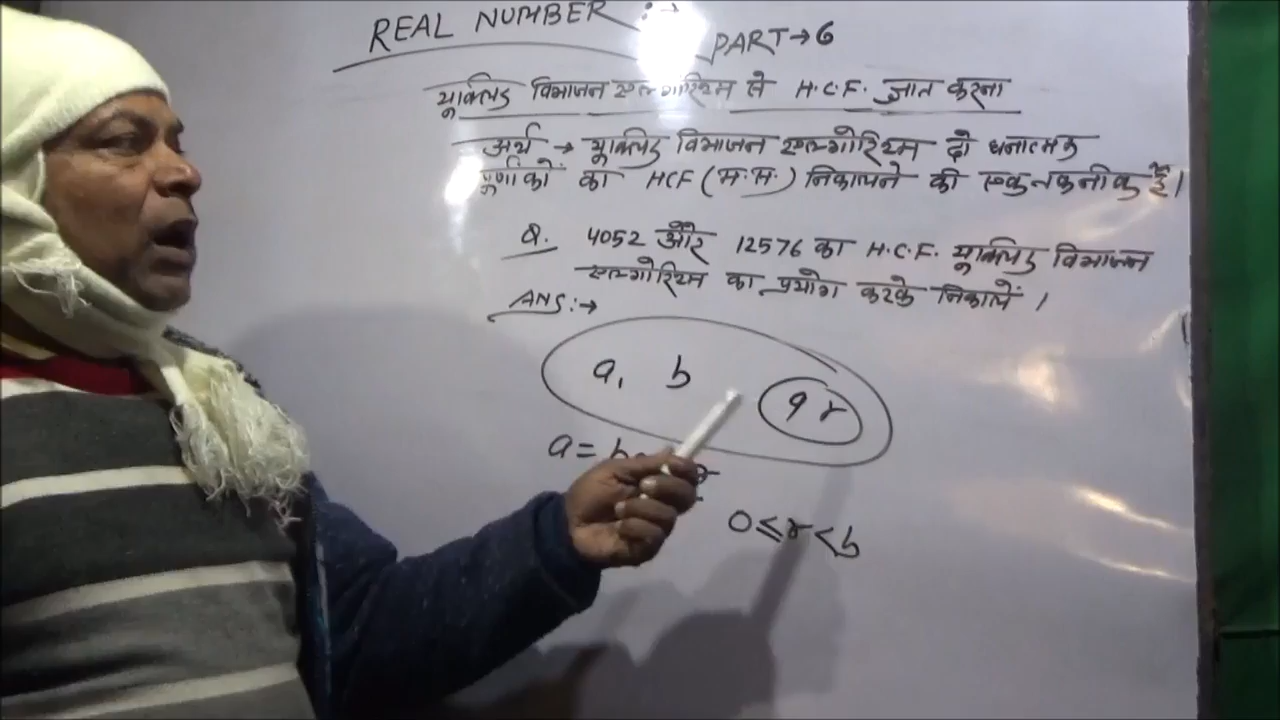 REAL NUMBER :→
PART→6
यूक्लिड विभाजन एल्गोरिथ्म से H.C.F. ज्ञात करना
अर्थ → यूक्लिड विभाजन एल्गोरिथ्म दो धनात्मक
पूर्णांकों का HCF (म.स.) निकालने की एक तकनीक है।
Q. 4052 और 12576 का H.C.F. यूक्लिड विभाजन
एल्गोरिथ्म का प्रयोग करके निकालें ।
ANS :→
a, b q r
a = b
0 ≤ r < b